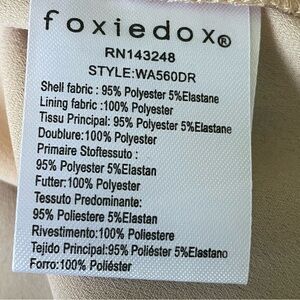 foxiedox®
RN143248
STYLE:WA560DR
Shell fabric : 95% Polyester 5%Elastane
Lining fabric :100% Polyester
Tissu Principal: 95% Polyester 5%Elastane
Doublure:100% Polyester
Primaire Stoftessuto :
95% Polyester 5%Elastan
Futter:100% Polyester
Tessuto Predominante:
95% Poliestere 5%Elastan
Rivestimento:100% Poliestere
Tejido Principal:95% Poliéster 5%Elastano
Forro:100% Poliéster